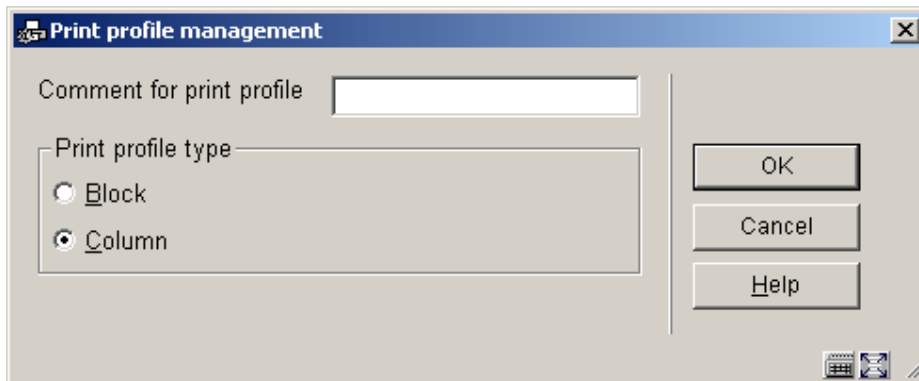 Print profile management
Comment for print profile
Print profile type
Block
Column
OK
Cancel
Help